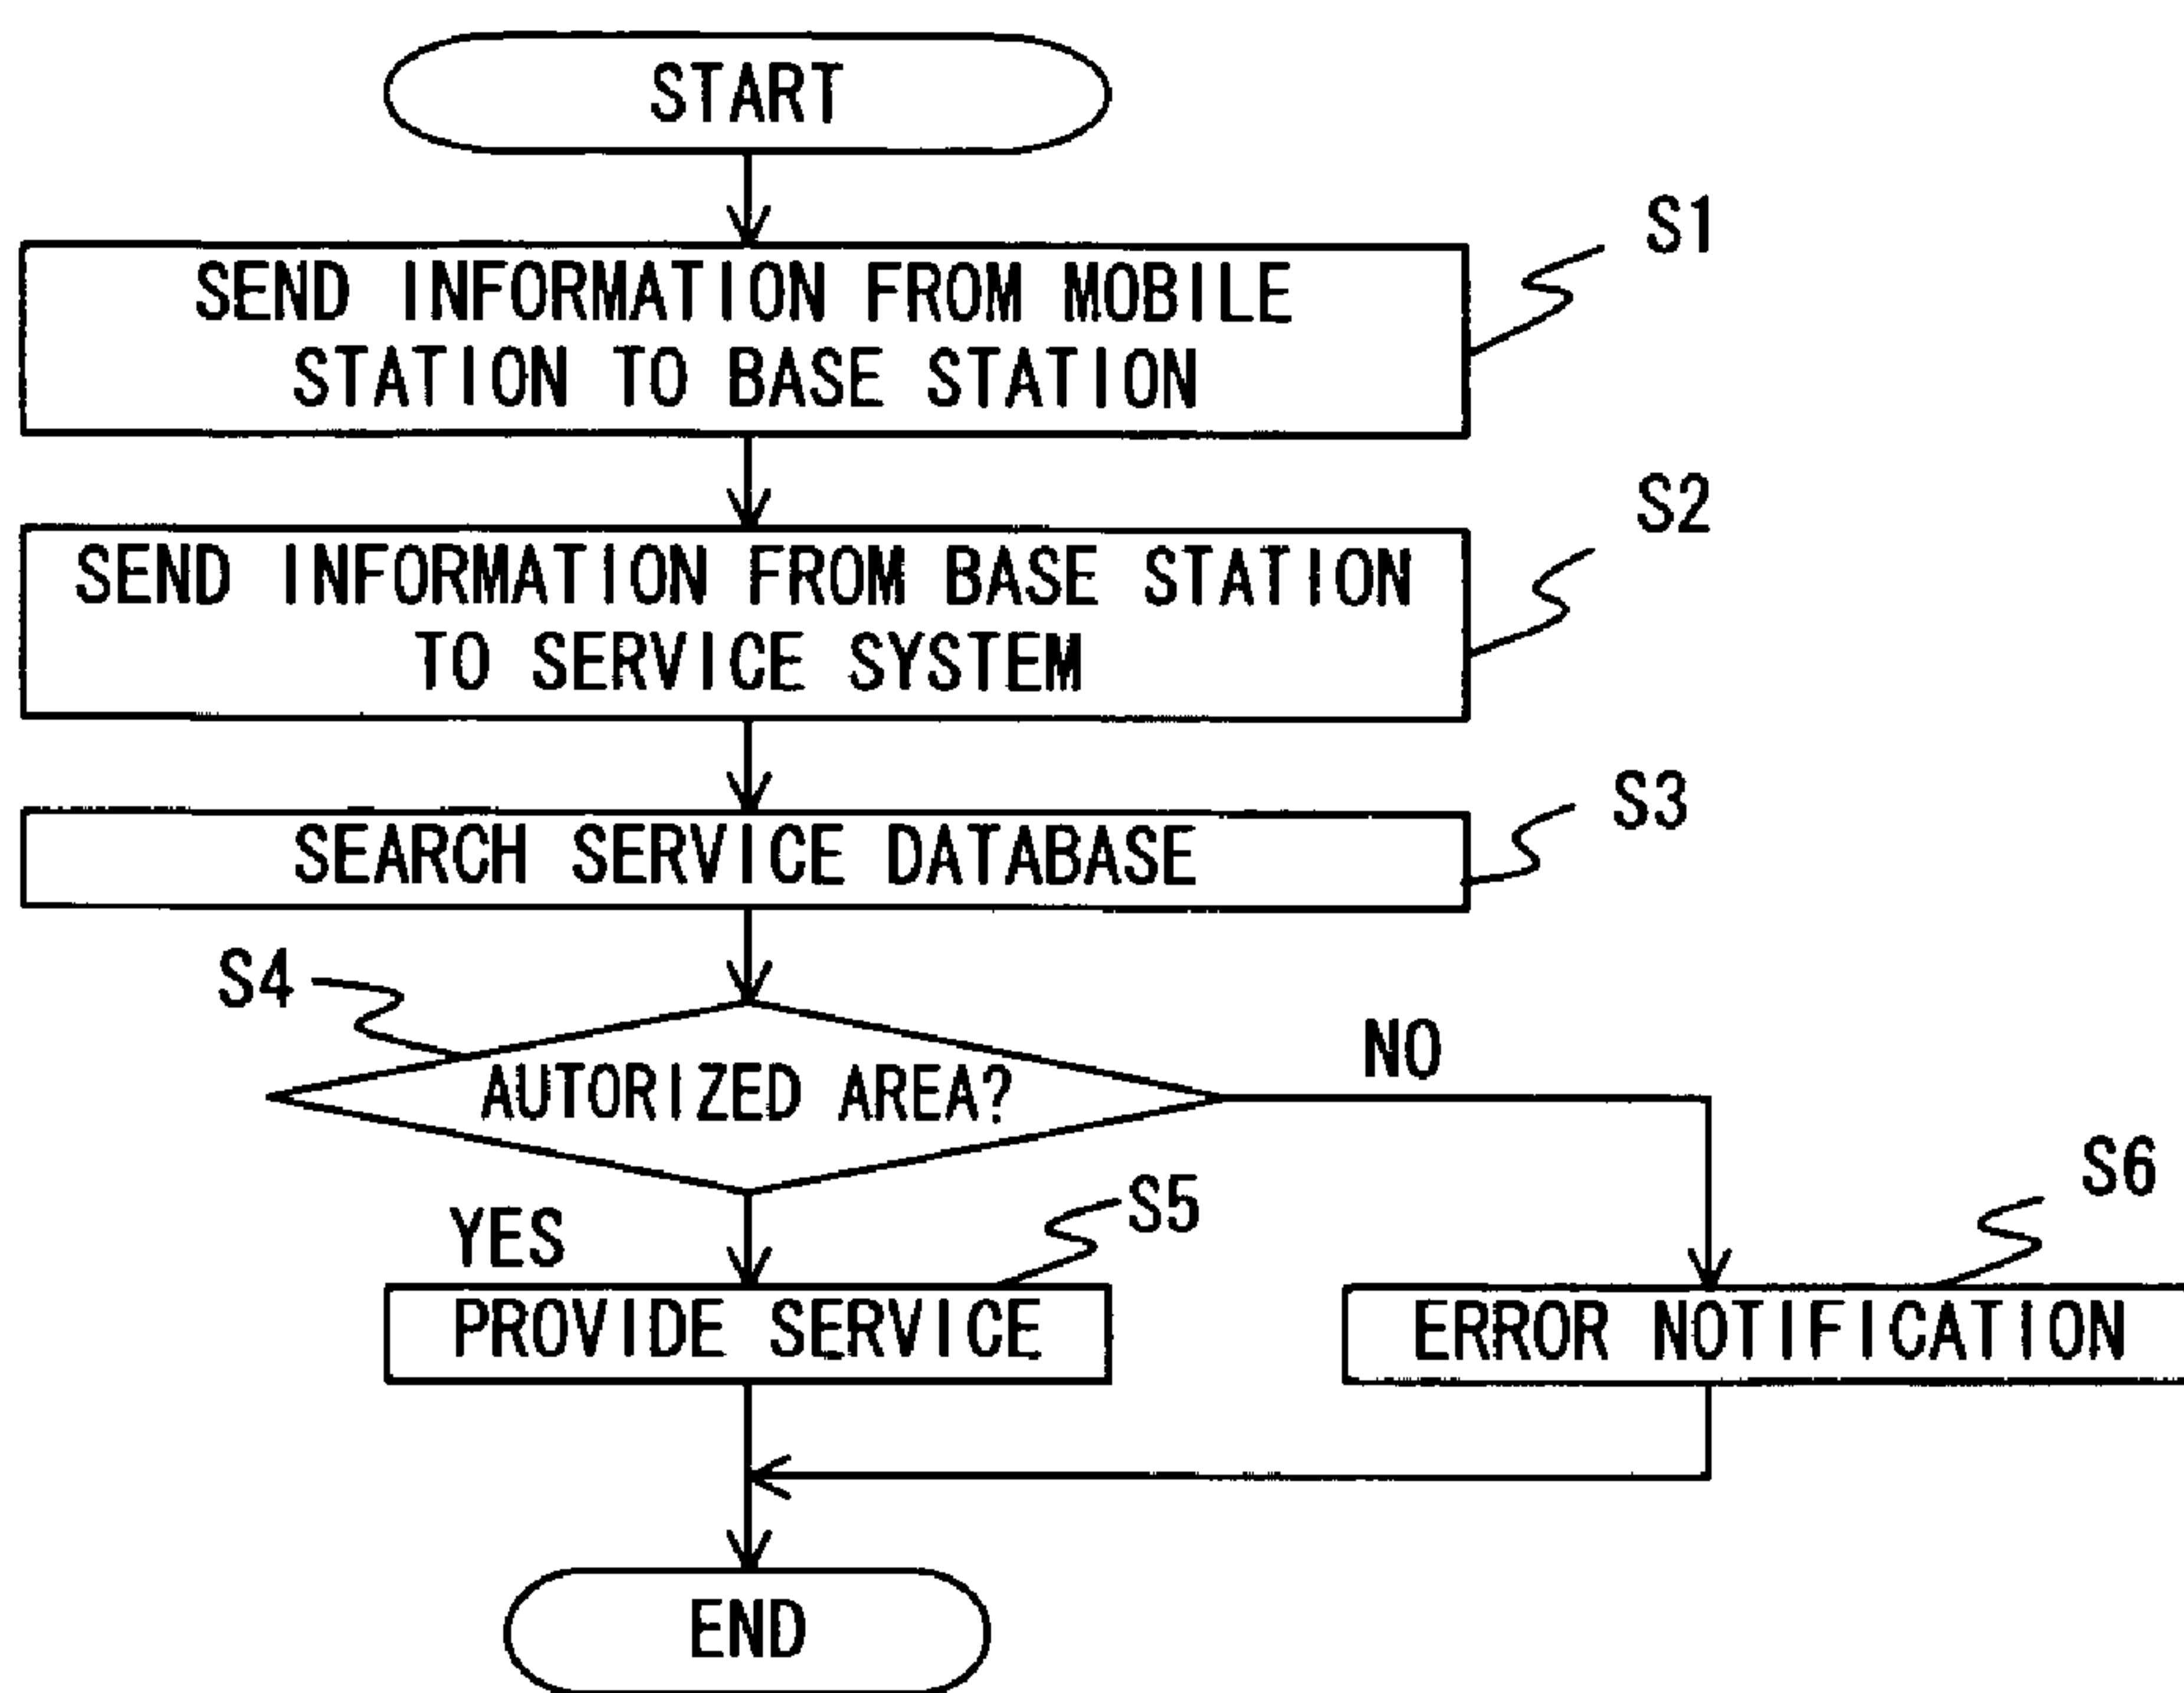 START
S1
SEND INFORMATION FROM MOBILE
STATION TO BASE STATION
S2
SEND INFORMATION FROM BASE STATION
TO SERVICE SYSTEM
S3
SEARCH SERVICE DATABASE
S4
AUTORIZED AREA?
NO
YES
S5
S6
PROVIDE SERVICE
ERROR NOTIFICATION
END